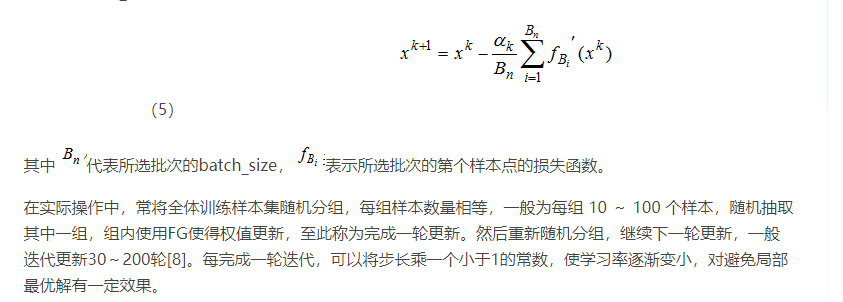 x^{k+1} = x^k - \frac{\alpha_k}{B_n} \sum_{i=1}^{B_n} f_{B_i}'(x^k)
（5）
其中 B_n 代表所选批次的batch_size， f_{B_i} 表示所选批次的第个样本点的损失函数。
在实际操作中，常将全体训练样本集随机分组，每组样本数量相等，一般为每组 10 ～ 100 个样本，随机抽取
其中一组，组内使用FG使得权值更新，至此称为完成一轮更新。然后重新随机分组，继续下一轮更新，一般
迭代更新30～200轮[8]。每完成一轮迭代，可以将步长乘一个小于1的常数，使学习率逐渐变小，对避免局部
最优解有一定效果。